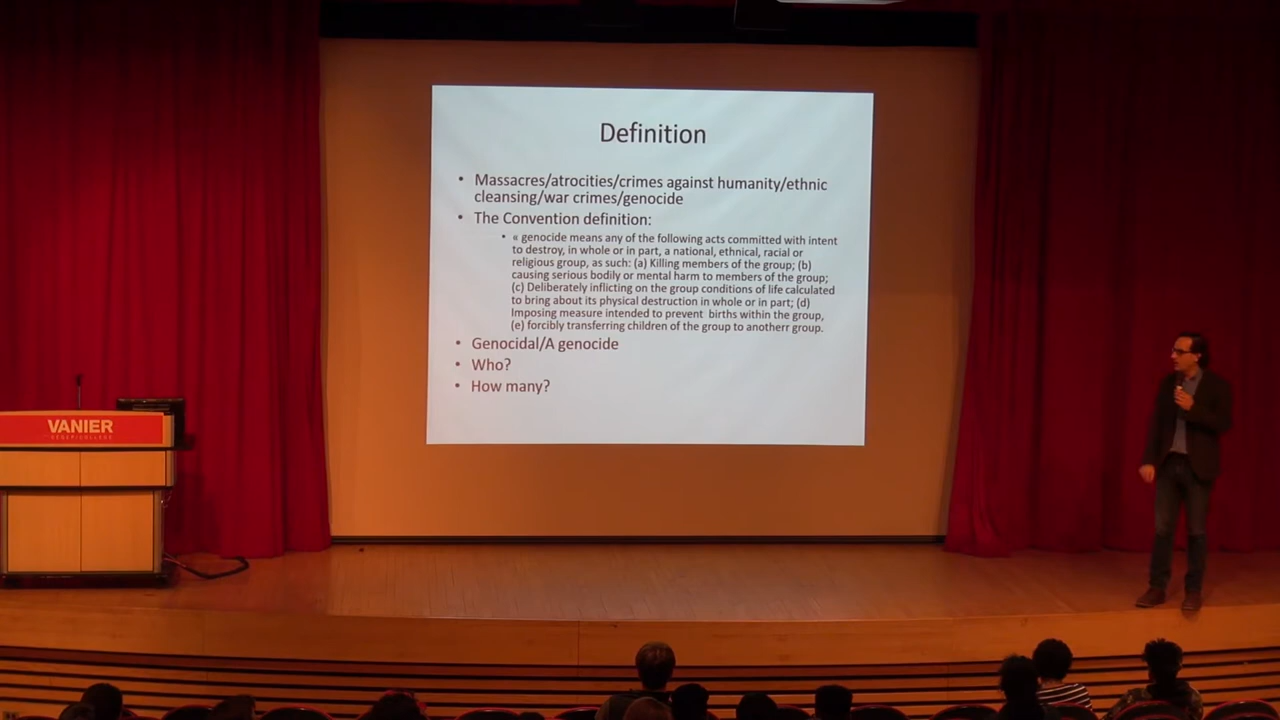 Definition
• Massacres/atrocities/crimes against humanity/ethnic
cleansing/war crimes/genocide
• The Convention definition:
• « genocide means any of the following acts committed with intent
to destroy, in whole or in part, a national, ethnical, racial or
religious group, as such: (a) Killing members of the group; (b)
causing serious bodily or mental harm to members of the group;
(c) Deliberately inflicting on the group conditions of life calculated
to bring about its physical destruction in whole or in part; (d)
Imposing measure intended to prevent births within the group,
(e) forcibly transferring children of the group to anotherr group.
• Genocidal/A genocide
• Who?
• How many?
VANIER